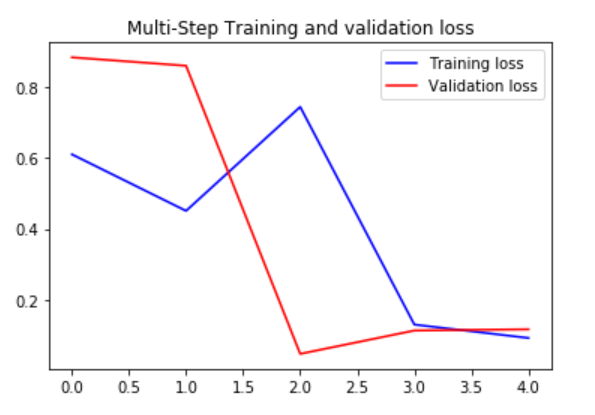 Multi-Step Training and validation loss
Training loss
Validation loss
0.8
0.6
0.4
0.2
0.0 0.5 1.0 1.5 2.0 2.5 3.0 3.5 4.0